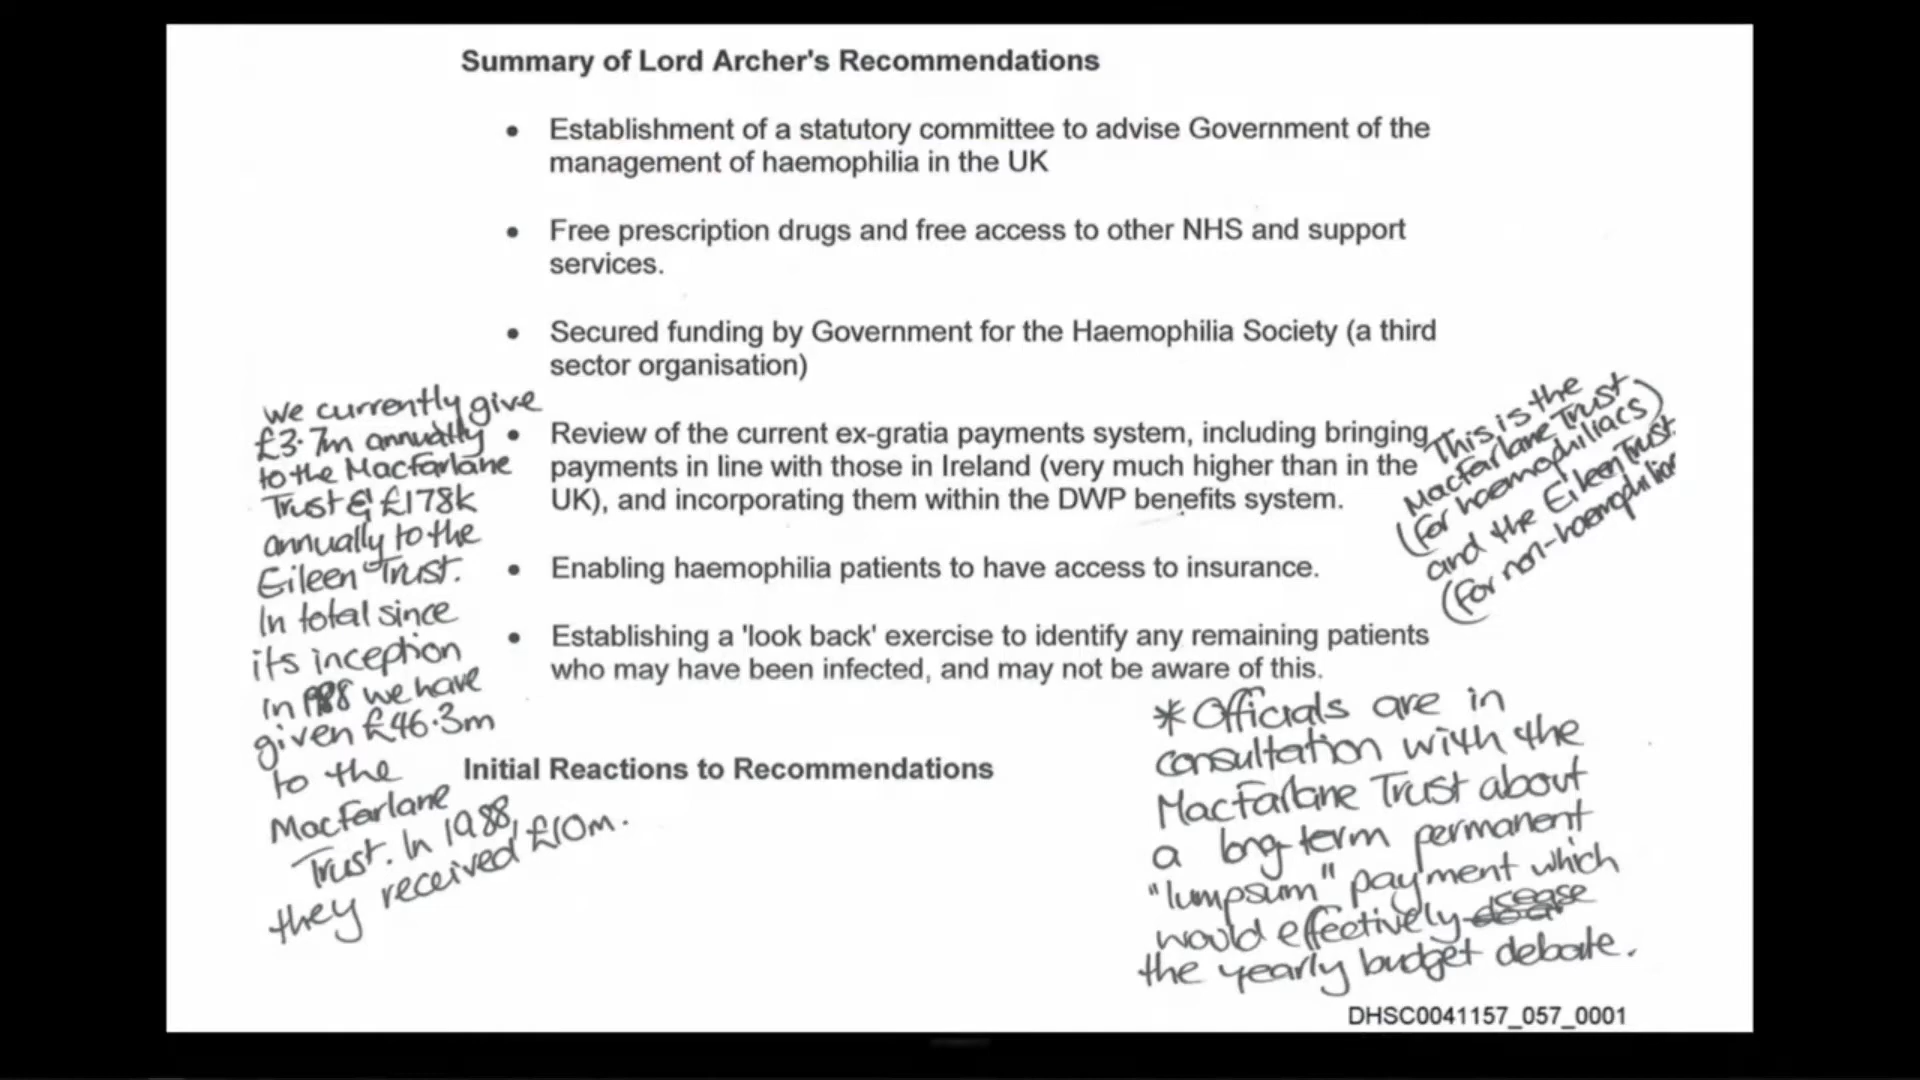 Summary of Lord Archer's Recommendations
• Establishment of a statutory committee to advise Government of the
management of haemophilia in the UK
• Free prescription drugs and free access to other NHS and support
services.
• Secured funding by Government for the Haemophilia Society (a third
sector organisation)
• Review of the current ex-gratia payments system, including bringing
payments in line with those in Ireland (very much higher than in the
UK), and incorporating them within the DWP benefits system.
• Enabling haemophilia patients to have access to insurance.
• Establishing a 'look back' exercise to identify any remaining patients
who may have been infected, and may not be aware of this.
Initial Reactions to Recommendations
We currently give
£3.7m annually
to the Macfarlane
Trust & £178k
annually to the
Eileen Trust.
In total since
its inception
in 1988 we have
given £46.3m
to the
MacFarlane
Trust. In 1988,
they received £10m.
This is the
Macfarlane Trust
(for haemophiliacs)
and the Eileen Trust
(for non-haemophiliac
* Officials are in
consultation with the
MacFarlane Trust about
a long-term permanent
"lumpsum" payment which
would effectively cease
the yearly budget debate.
DHSC0041157_057_0001